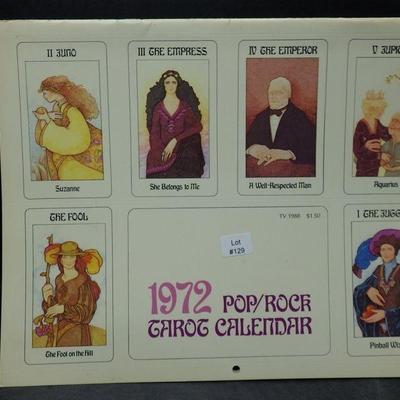 II JUNO
III THE EMPRESS
IV THE EMPEROR
V JUPI
Suzanne
She Belongs to Me
A Well-Respected Man
Aquarius
THE FOOL
TV 1988 $1.50
I THE JUGG
Lot
#129
1972 POP/ROCK
TAROT CALENDAR
The Fool on the Hill
Pinball Wiz